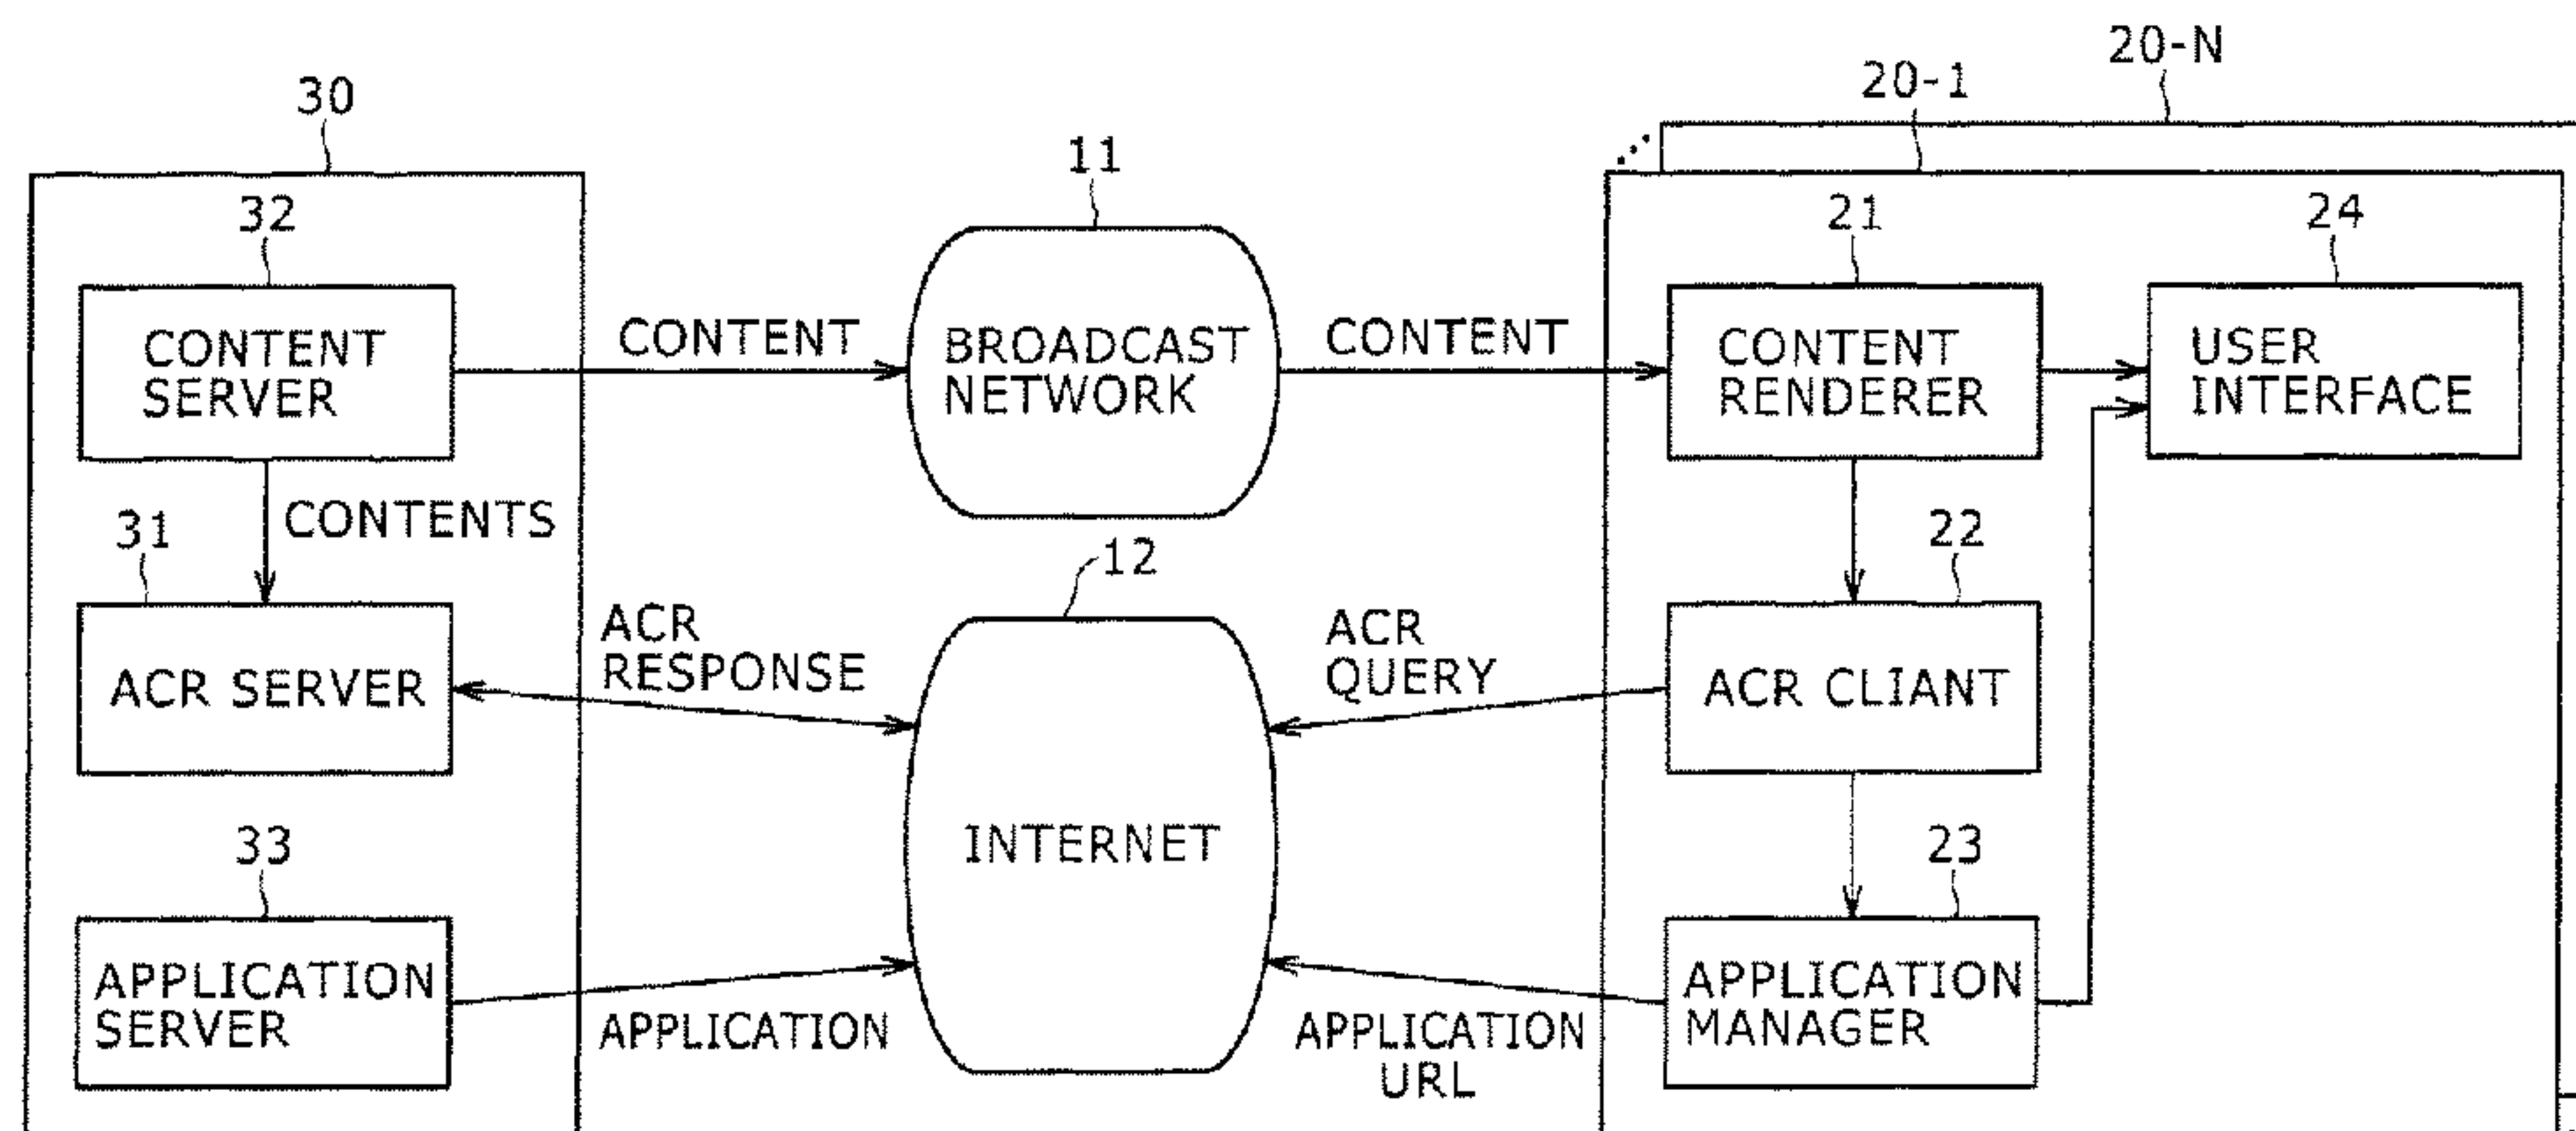 20-N
20-1
30
11
32
21
24
CONTENT
SERVER
CONTENT
BROADCAST
NETWORK
CONTENT
CONTENT
RENDERER
USER
INTERFACE
CONTENTS
31
12
22
ACR SERVER
ACR
RESPONSE
ACR
QUERY
ACR CLIANT
INTERNET
33
23
APPLICATION
SERVER
APPLICATION
APPLICATION
URL
APPLICATION
MANAGER